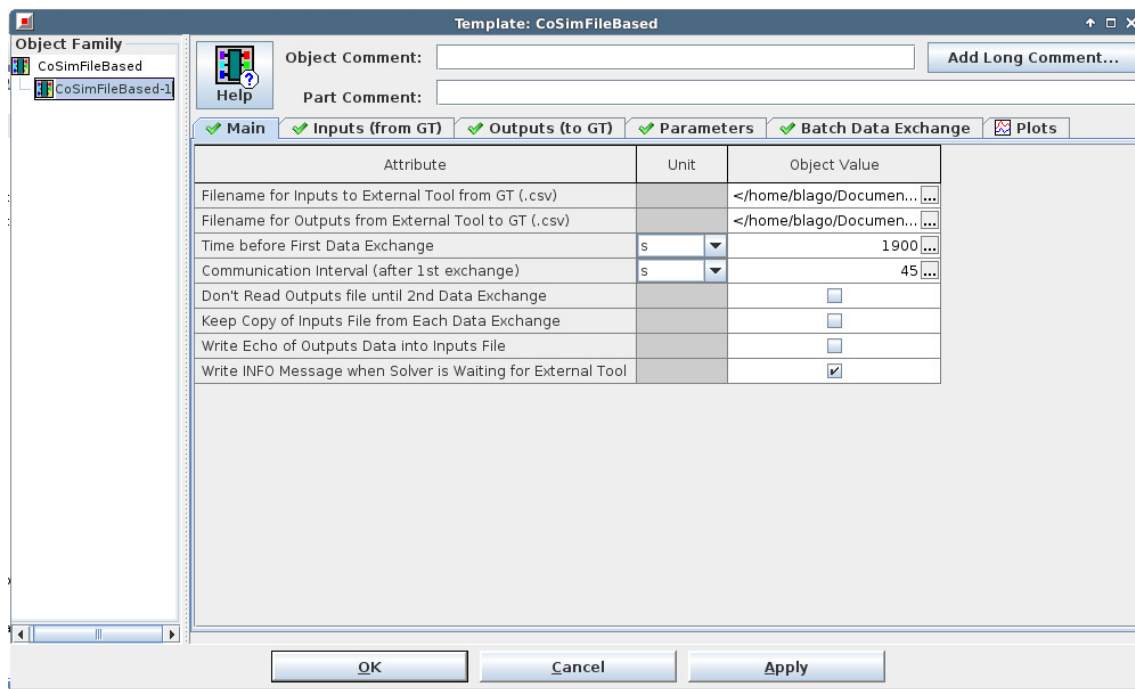 Template: CoSimFileBased
Object Family
CoSimFileBased
CoSimFileBased-1
Help
Object Comment:
Add Long Comment...
Part Comment:
Main Inputs (from GT) Outputs (to GT) Parameters Batch Data Exchange Plots
Attribute Unit Object Value
Filename for Inputs to External Tool from GT (.csv) </home/blago/Documen... ...
Filename for Outputs from External Tool to GT (.csv) </home/blago/Documen... ...
Time before First Data Exchange s 1900 ...
Communication Interval (after 1st exchange) s 45 ...
Don't Read Outputs file until 2nd Data Exchange
Keep Copy of Inputs File from Each Data Exchange
Write Echo of Outputs Data into Inputs File
Write INFO Message when Solver is Waiting for External Tool
OK Cancel Apply